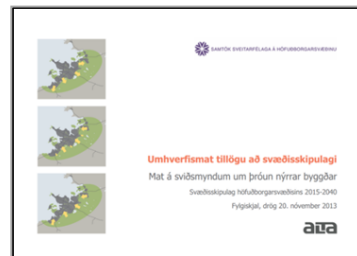 SAMTÖK SVEITARFÉLAGA Á HÖFUÐBORGARSVÆÐINU
Umhverfismat tillögu að svæðisskipulagi
Mat á sviðsmyndum um þróun nýrrar byggðar
Svæðisskipulag höfuðborgarsvæðisins 2015-2040
Fylgiskjal, drög 20. nóvember 2013
alta